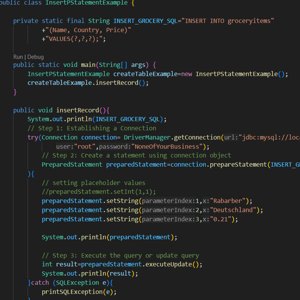 public class InsertPStatementExample {
private static final String INSERT_GROCERY_SQL="INSERT INTO groceryitems"
+"(Name, Country, Price)"
+"VALUES(?,?,?);";
Run | Debug
public static void main(String[] args) {
InsertPStatementExample createTableExample=new InsertPStatementExample();
createTableExample.insertRecord();
}
public void insertRecord(){
System.out.println(INSERT_GROCERY_SQL);
// Step 1: Establishing a Connection
try(Connection connection= DriverManager.getConnection(url:"jdbc:mysql://loc
user:"root",password:"NoneOfYourBusiness");
// Step 2: Create a statement using connection object
PreparedStatement preparedStatement=connection.prepareStatement(INSERT_G
){
// setting placeholder values
//preparedStatement.setInt(1,1);
preparedStatement.setString(parameterIndex:1,x:"Rabarber");
preparedStatement.setString(parameterIndex:2,x:"Deutschland");
preparedStatement.setString(parameterIndex:3,x:"0.21");
System.out.println(preparedStatement);
// Step 3: Execute the query or update query
int result=preparedStatement.executeUpdate();
System.out.println(result);
}catch (SQLException e){
printSQLException(e);